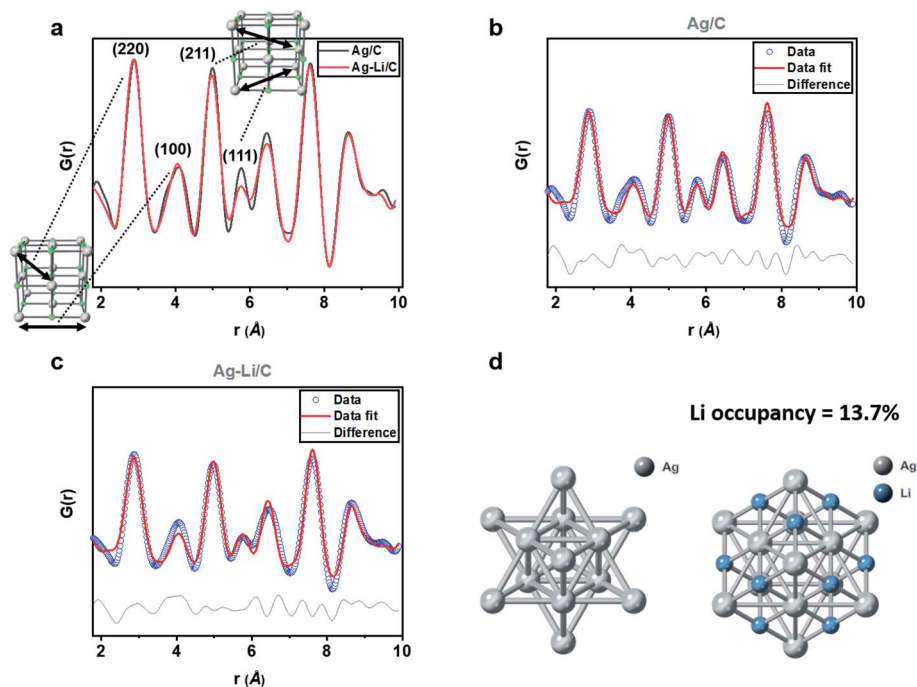 a
(220)
(211)
Ag/C
Ag-Li/C
(100)
(111)
G(r)
2 4 6 8 10
r (Å)
b
Ag/C
Data
Data fit
Difference
G(r)
2 4 6 8 10
r (Å)
c
Ag-Li/C
Data
Data fit
Difference
G(r)
2 4 6 8 10
r (Å)
d
Li occupancy = 13.7%
Ag
Ag
Li